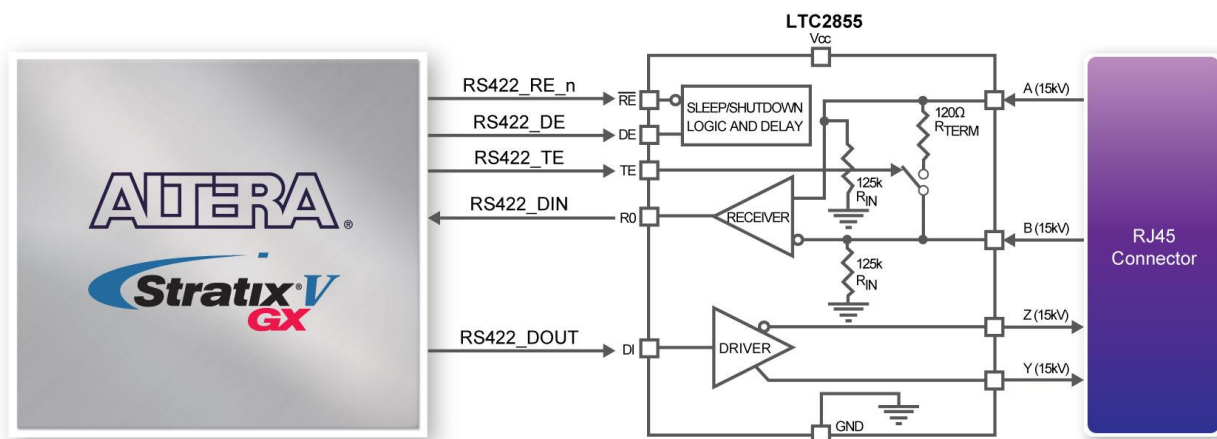 LTC2855
Vcc
ALTERA®
Stratix® V
GX
RS422_RE_n
RS422_DE
RS422_TE
RS422_DIN
RS422_DOUT
RE
DE
TE
R0
DI
SLEEP/SHUTDOWN
LOGIC AND DELAY
RECEIVER
DRIVER
125k
RIN
125k
RIN
120Ω
RTERM
GND
A (15kV)
B (15kV)
Z (15kV)
Y (15kV)
RJ45
Connector